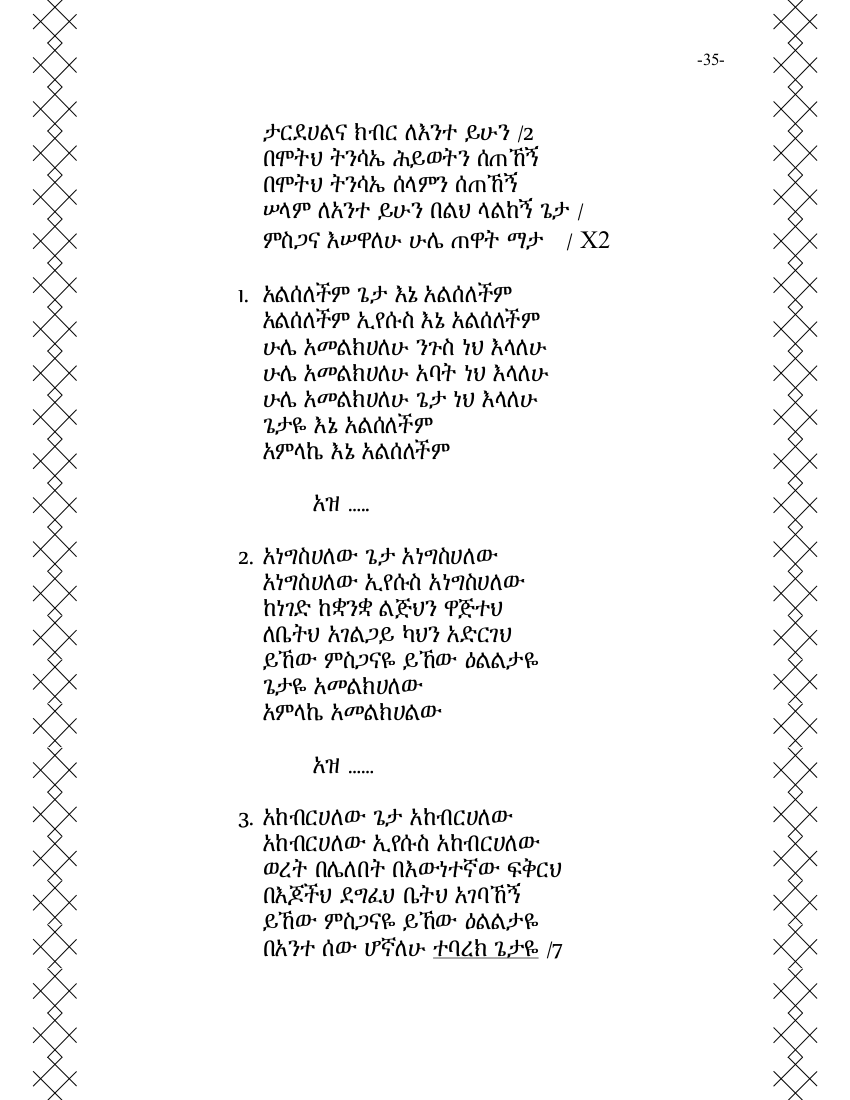 -35-
ታርደሀልና ክብር ለእንተ ይሁን /2
በሞትህ ትንሳኤ ሕይወትን ሰጠኸኝ
በሞትህ ትንሳኤ ሰላምን ሰጠኸኝ
ሠላም ለአንተ ይሁን በልህ ላልከኝ ጌታ /
ምስጋና እሠዋለሁ ሁሌ ጠዋት ማታ / X2
1. አልሰለችም ጌታ እኔ አልሰለችም
አልሰለችም ኢየሱስ እኔ አልሰለችም
ሁሌ አመልክሀለሁ ንጉስ ነህ እላለሁ
ሁሌ አመልክሀለሁ አባት ነህ እላለሁ
ሁሌ አመልክሀለሁ ጌታ ነህ እላለሁ
ጌታዬ እኔ አልሰለችም
አምላኬ እኔ አልሰለችም
አዝ .....
2. አነግስሀለው ጌታ አነግስሀለው
አነግስሀለው ኢየሱስ አነግስሀለው
ከነገድ ከቋንቋ ልጅህን ዋጅተህ
ለቤትህ አገልጋይ ካህን አድርገህ
ይኸው ምስጋናዬ ይኸው ዕልልታዬ
ጌታዬ አመልክሀለው
አምላኬ አመልክሀልው
አዝ ......
3. አከብርሀለው ጌታ አከብርሀለው
አከብርሀለው ኢየሱስ አከብርሀለው
ወረት በሌለበት በእውነተኛው ፍቅርህ
በእጆችህ ደግፈህ ቤትህ አገባኸኝ
ይኸው ምስጋናዬ ይኸው ዕልልታዬ
በአንተ ሰው ሆኛለሁ ተባረክ ጌታዬ /7